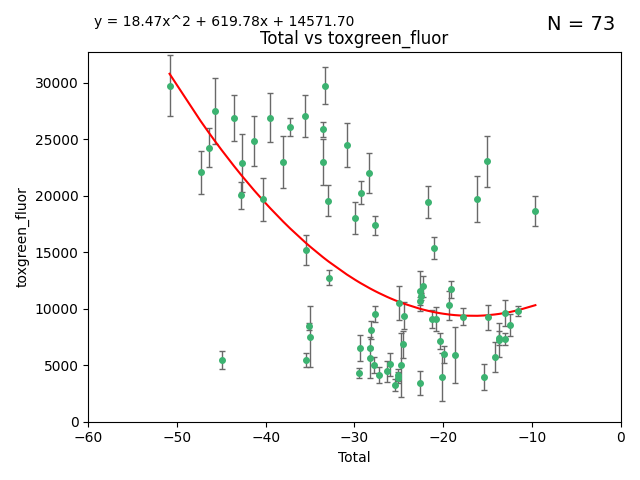 y = 18.47x^2 + 619.78x + 14571.70
N = 73
Total vs toxgreen_fluor
30000
25000
20000
15000
10000
5000
0
toxgreen_fluor
−60 −50 −40 −30 −20 −10 0
Total